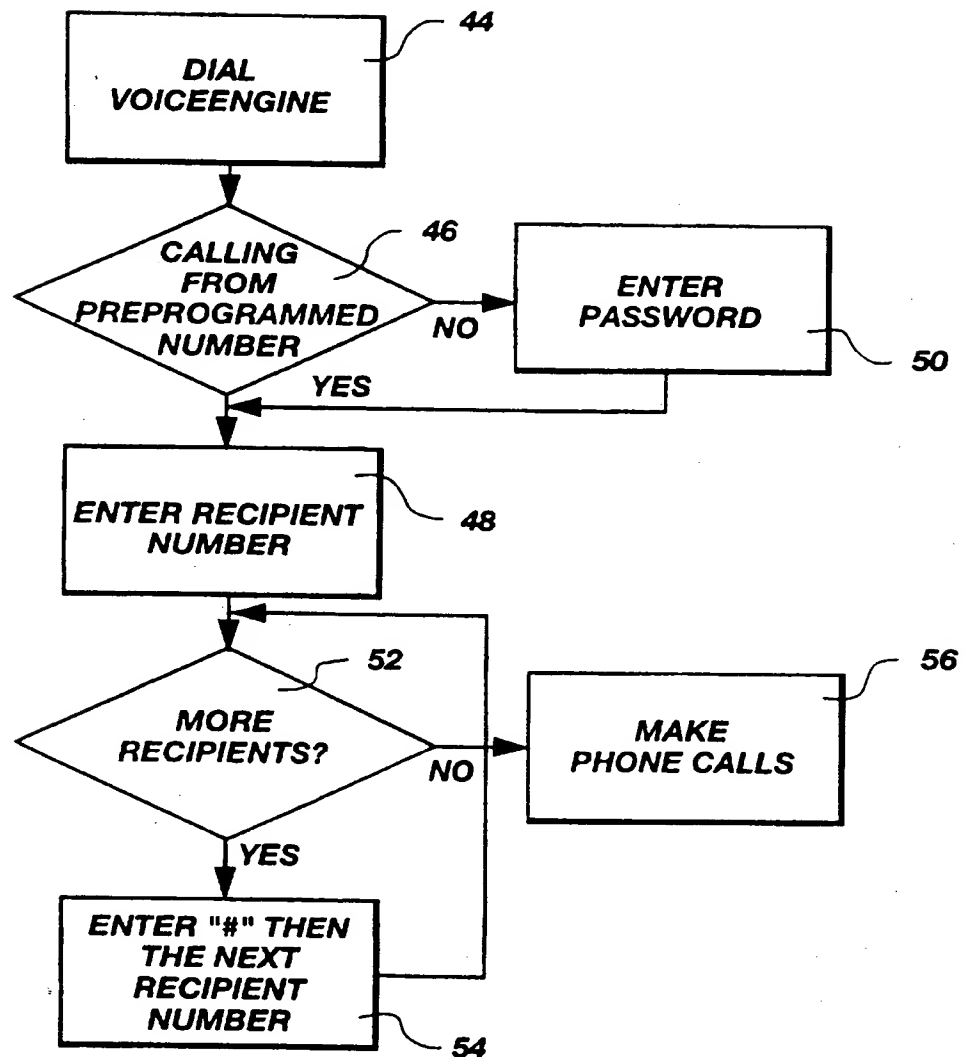 44
DIAL
VOICEENGINE
46
CALLING
FROM
PREPROGRAMMED
NUMBER
NO
ENTER
PASSWORD
50
YES
ENTER RECIPIENT
NUMBER
48
52
MORE
RECIPIENTS?
NO
56
MAKE
PHONE CALLS
YES
ENTER "#" THEN
THE NEXT
RECIPIENT
NUMBER
54